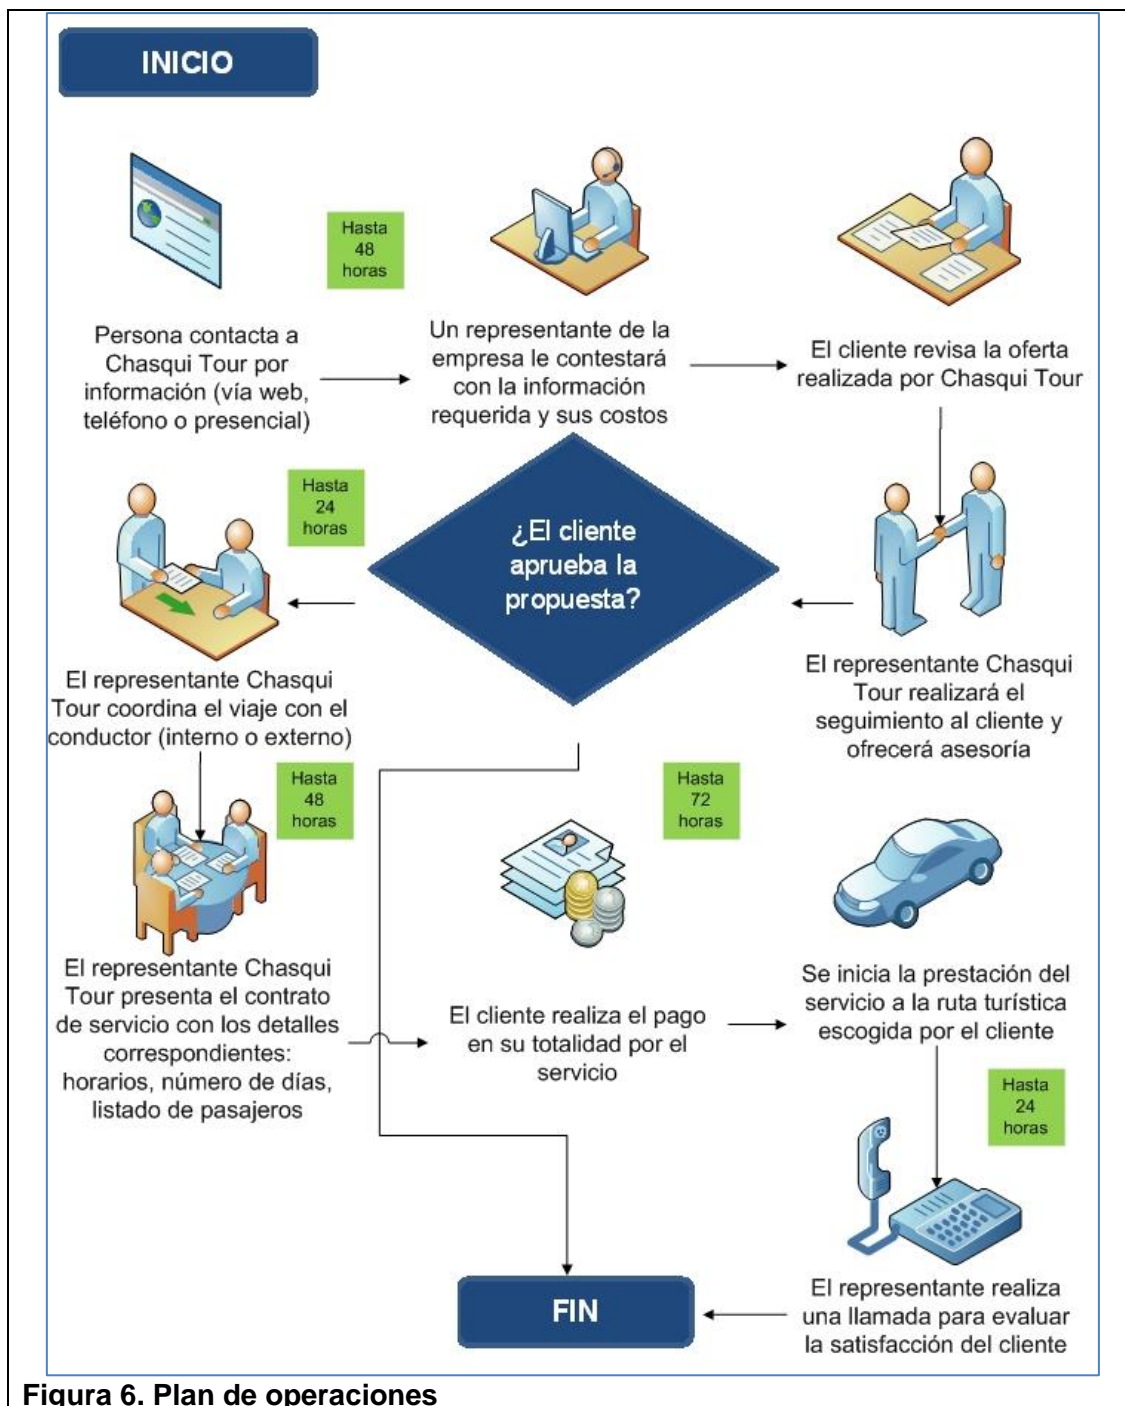 INICIO
Hasta
48
horas
Persona contacta a
Chasqui Tour por
información (vía web,
teléfono o presencial)
Un representante de la
empresa le contestará
con la información
requerida y sus costos
El cliente revisa la oferta
realizada por Chasqui Tour
El representante Chasqui
Tour realizará el
seguimiento al cliente y
ofrecerá asesoría
¿El cliente
aprueba la
propuesta?
Hasta
24
horas
El representante Chasqui
Tour coordina el viaje con el
conductor (interno o externo)
Hasta
48
horas
El representante Chasqui
Tour presenta el contrato
de servicio con los detalles
correspondientes:
horarios, número de días,
listado de pasajeros
Hasta
72
horas
El cliente realiza el pago
en su totalidad por el
servicio
Se inicia la prestación del
servicio a la ruta turística
escogida por el cliente
Hasta
24
horas
El representante realiza
una llamada para evaluar
la satisfacción del cliente
FIN
Figura 6. Plan de operaciones